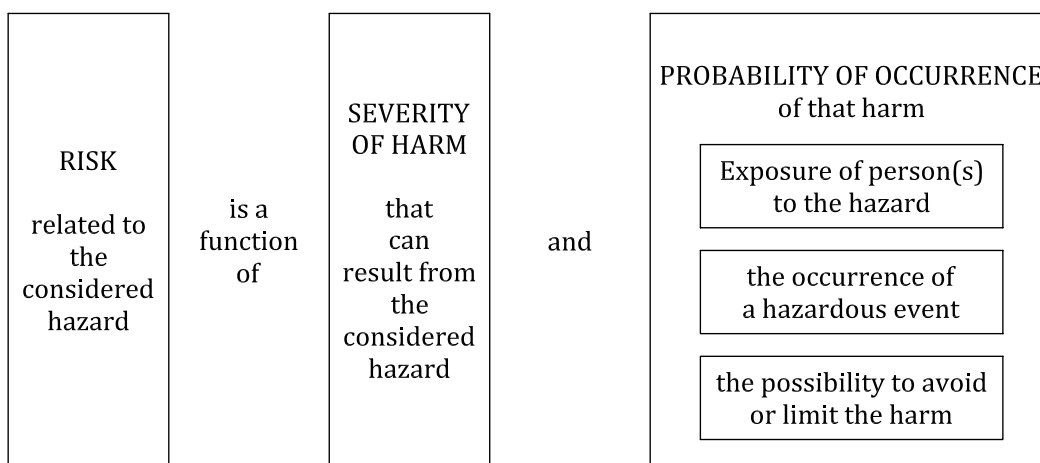 RISK
related to
the
considered
hazard
is a
function
of
SEVERITY
OF HARM
that
can
result from
the
considered
hazard
and
PROBABILITY OF OCCURRENCE
of that harm
Exposure of person(s)
to the hazard
the occurrence of
a hazardous event
the possibility to avoid
or limit the harm